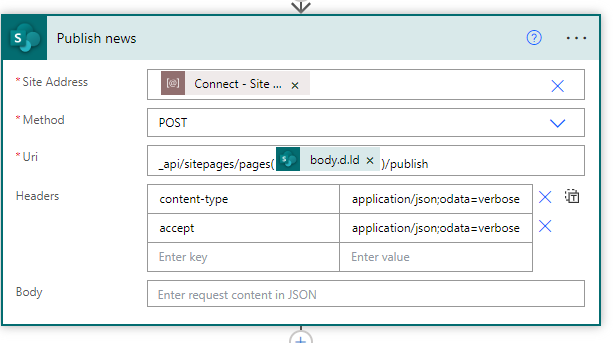 Publish news
* Site Address
[@] Connect - Site ... ×
* Method
POST
* Uri
_api/sitepages/pages( body.d.Id × )/publish
Headers
content-type application/json;odata=verbose
accept application/json;odata=verbose
Enter key Enter value
Body
Enter request content in JSON